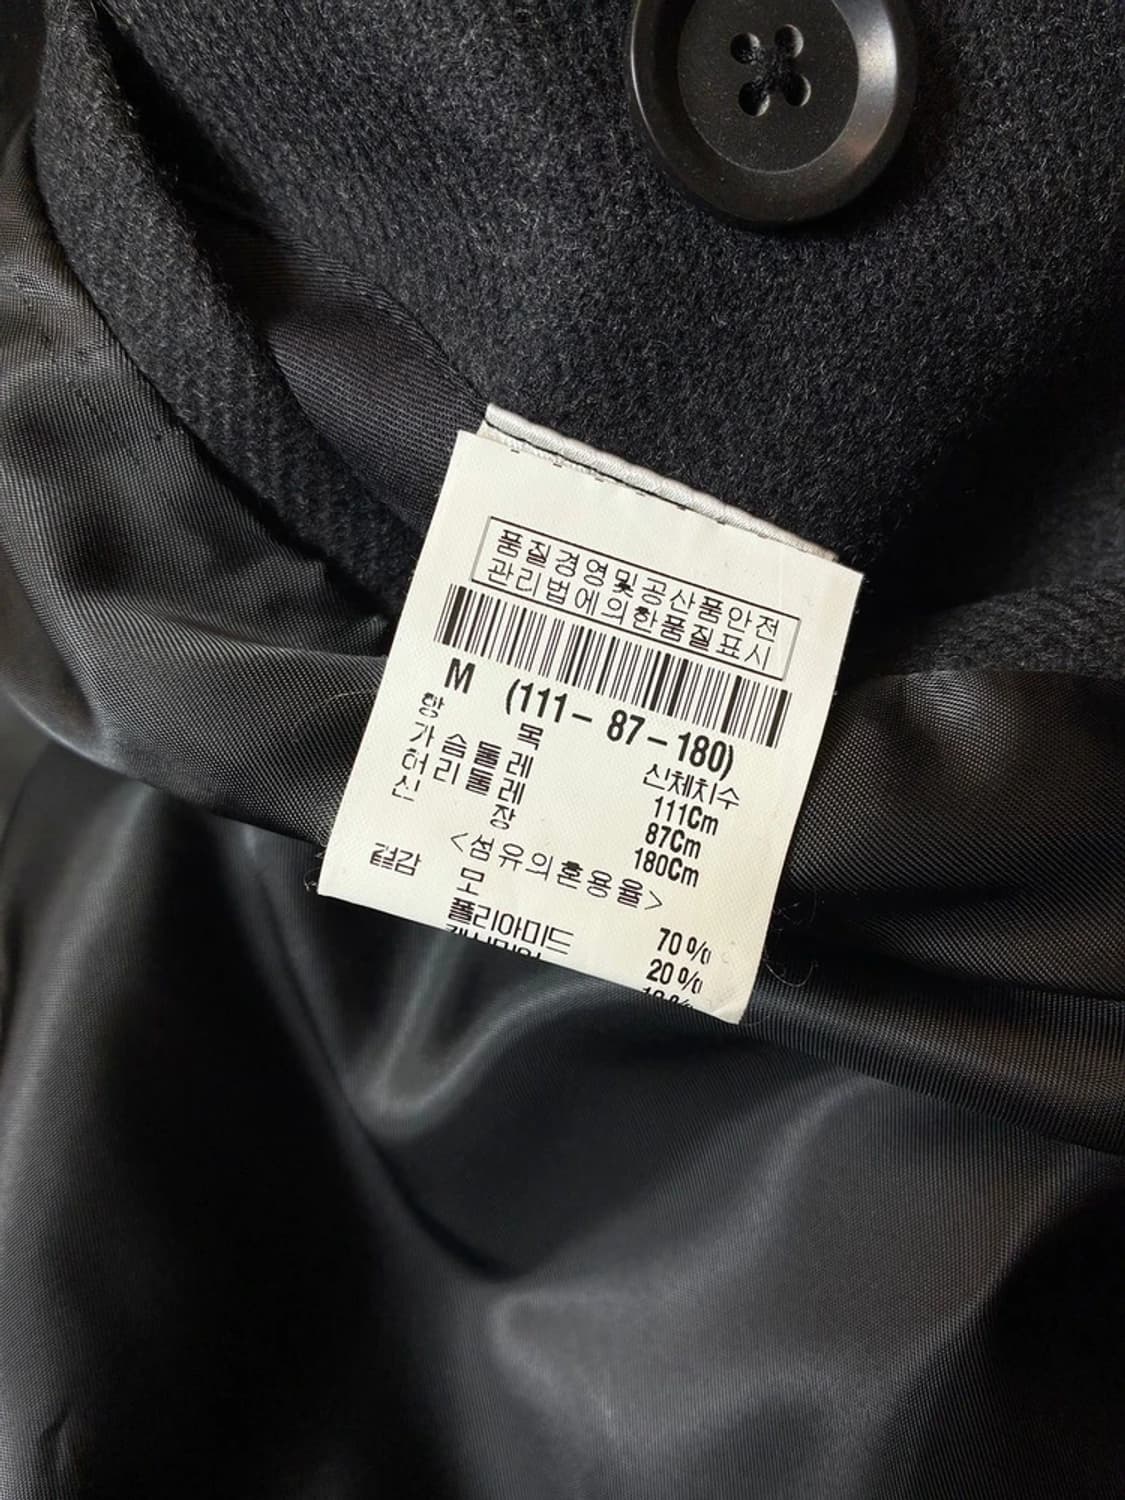 품질경영및공산품안전
관리법에의한품질표시
M (111-87-180)
항 목 신체치수
가슴둘레 111Cm
허리둘레 87Cm
신 장 180Cm
<섬유의혼용율>
겉감 모 70%
폴리아미드 20%
10%